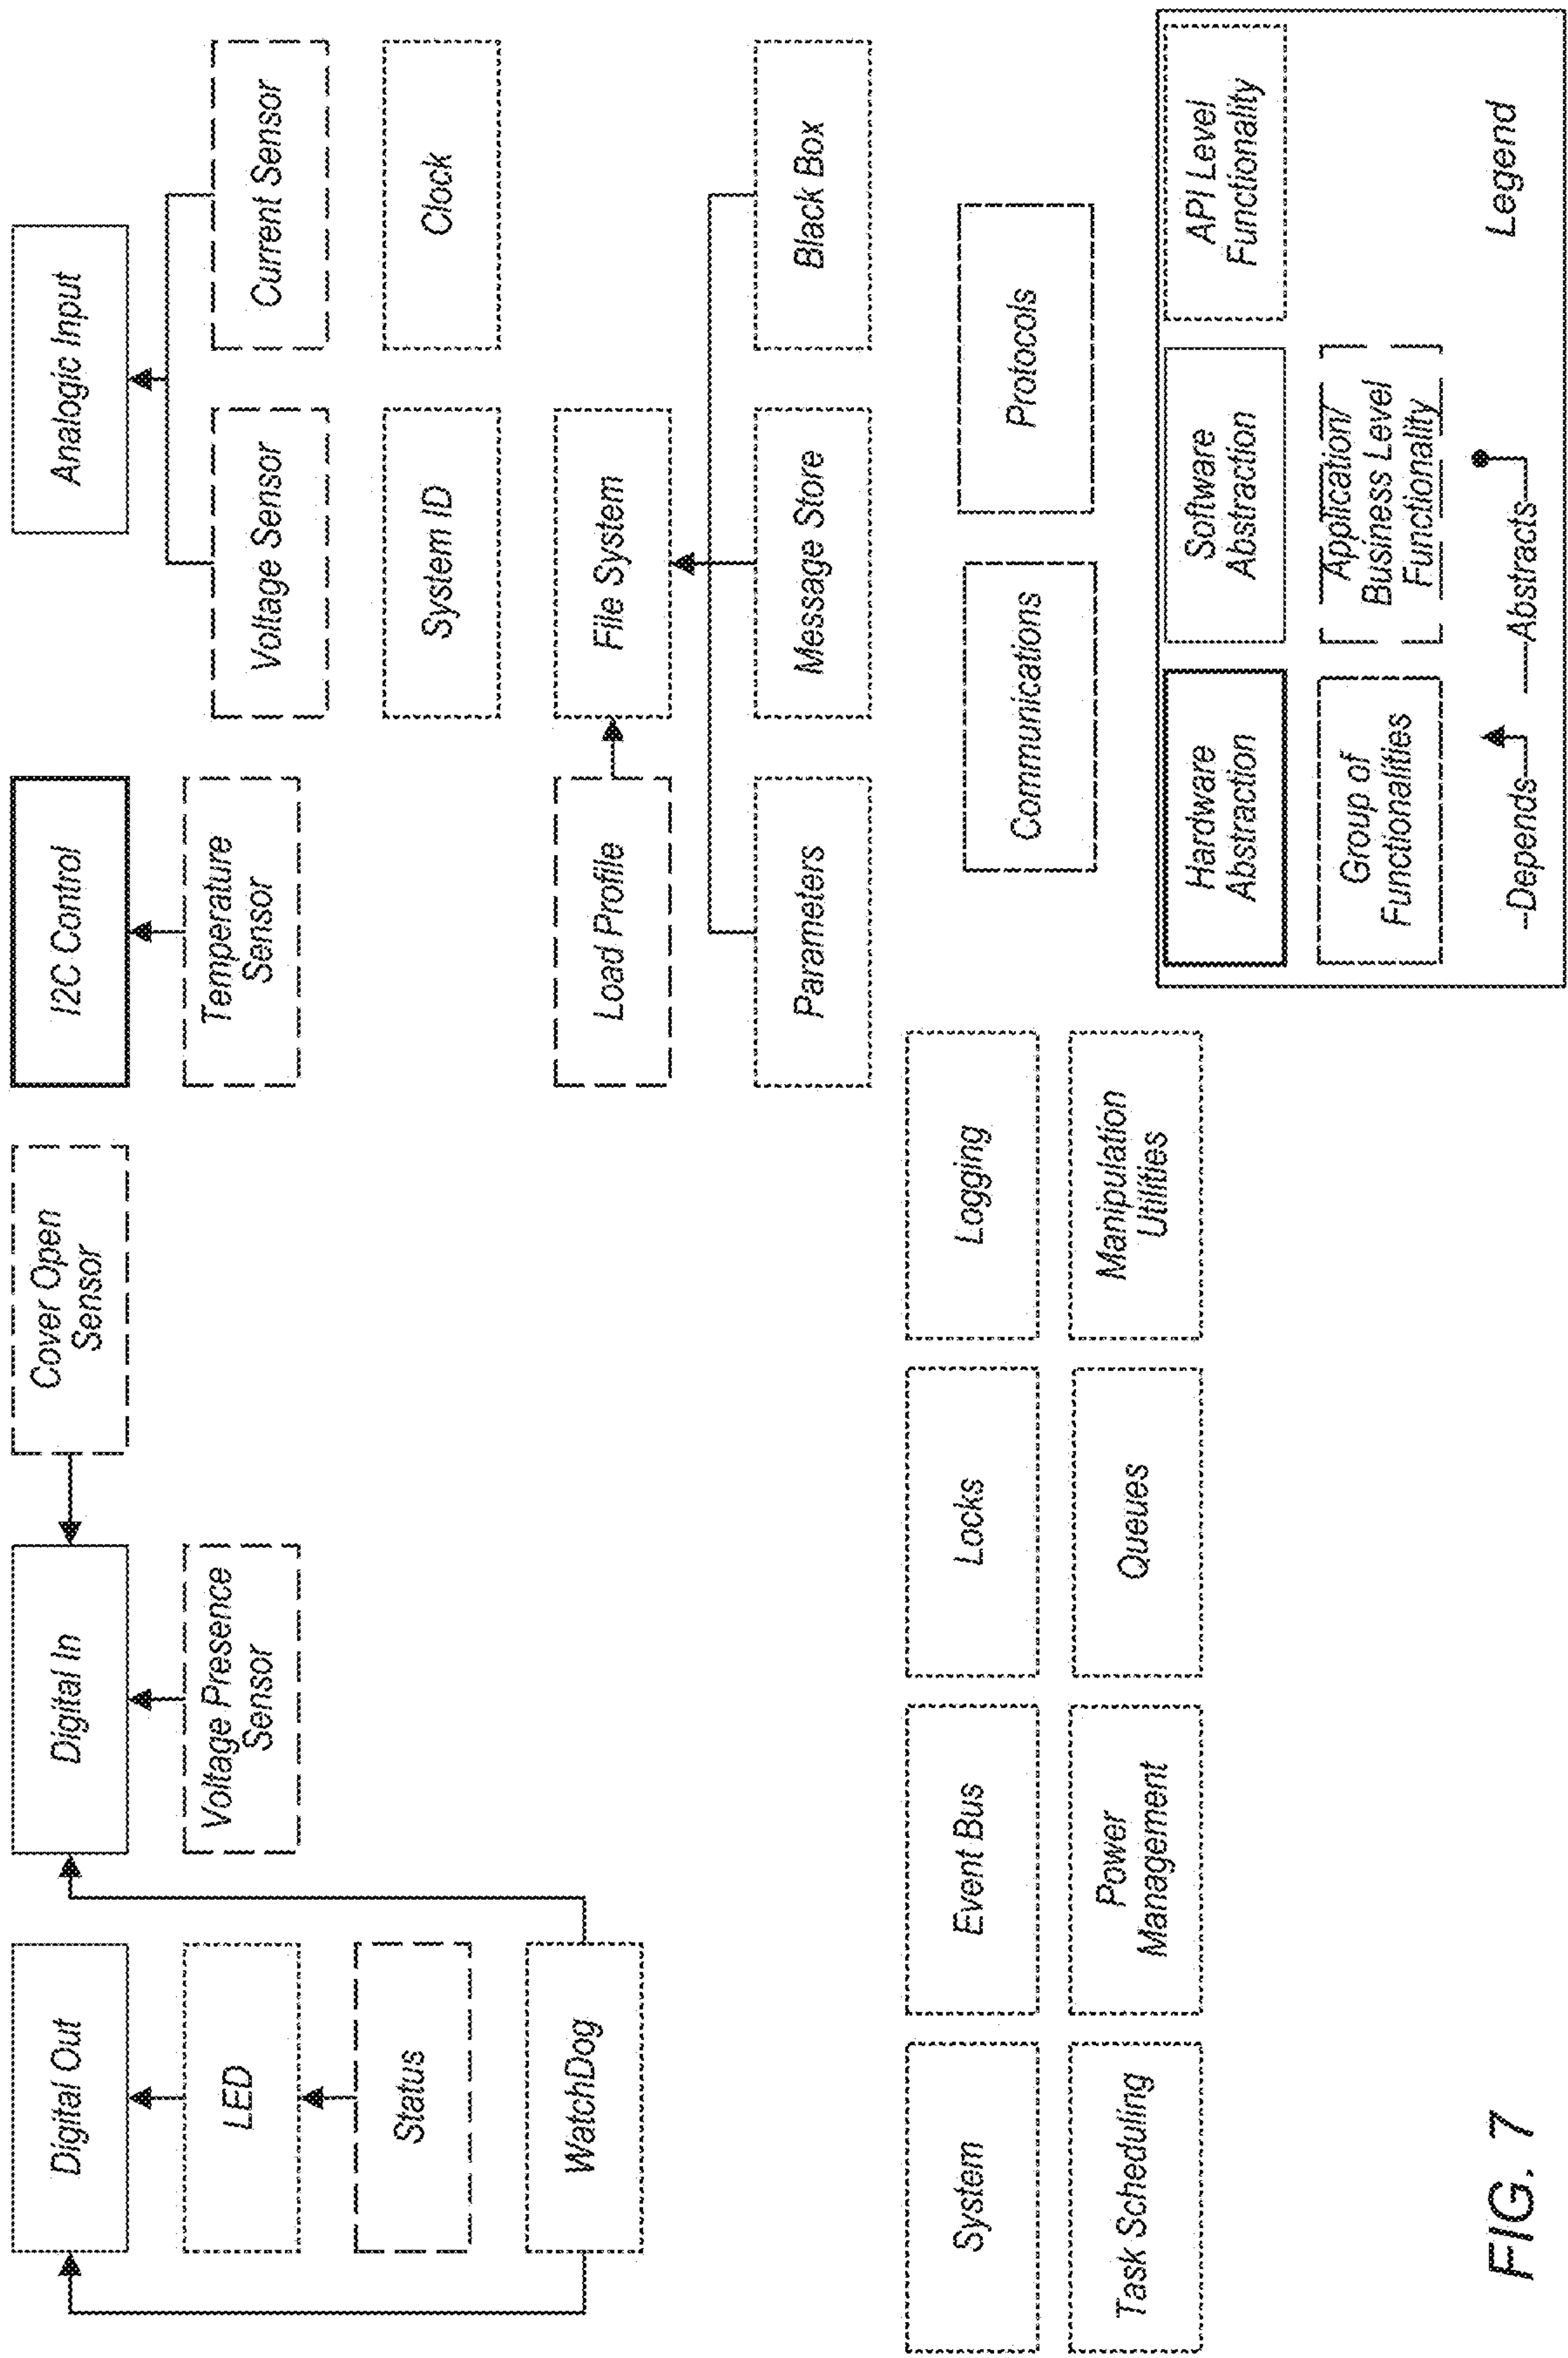 Digital Out
LED
Status
WatchDog
Digital In
Voltage Presence
Sensor
Cover Open
Sensor
I2C Control
Temperature
Sensor
Analogic Input
Voltage Sensor
Current Sensor
System ID
Clock
Load Profile
File System
Parameters
Message Store
Black Box
System
Event Bus
Locks
Logging
Task Scheduling
Power
Management
Queues
Manipulation
Utilities
Communications
Protocols
Hardware
Abstraction
Software
Abstraction
API Level
Functionality
Group of
Functionalities
Application/
Business Level
Functionality
Depends
Abstracts
Legend
FIG. 7